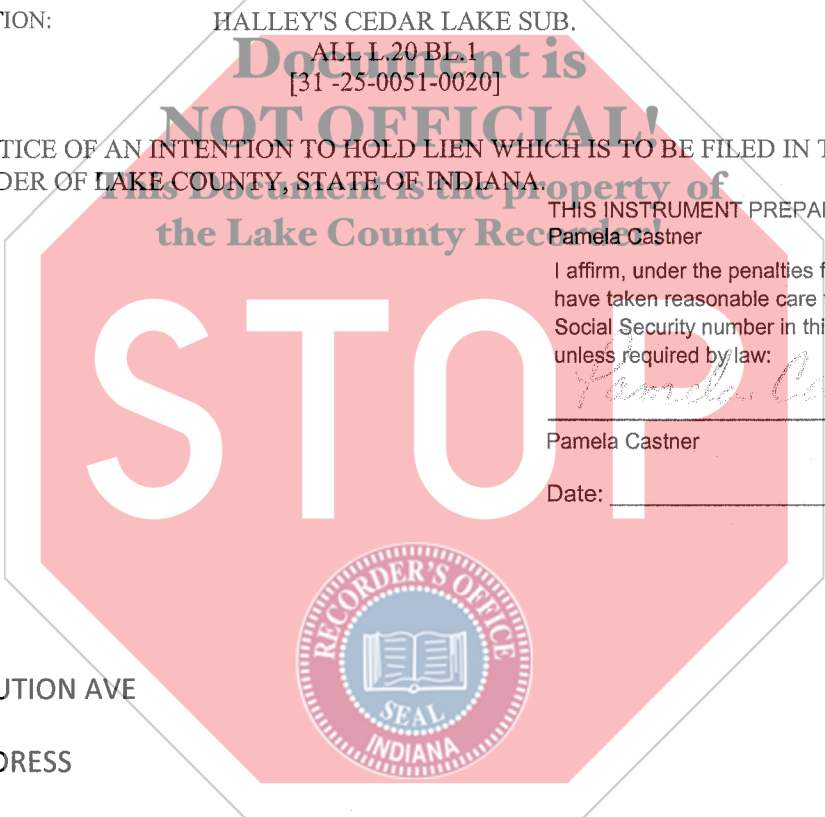 TION:
HALLEY'S CEDAR LAKE SUB.
ALL L.20 BL.1
[31 -25-0051-0020]
Document is
NOT OFFICIAL!
This Document is the property of
the Lake County Recorder!
TICE OF AN INTENTION TO HOLD LIEN WHICH IS TO BE FILED IN T
DER OF LAKE COUNTY, STATE OF INDIANA.
THIS INSTRUMENT PREPA
Pamela Castner
I affirm, under the penalties f
have taken reasonable care
Social Security number in thi
unless required by law:
Pamela Ca
Pamela Castner
Date:
STOP
RECORDER'S OFFICE
SEAL
INDIANA
UTION AVE
DRESS